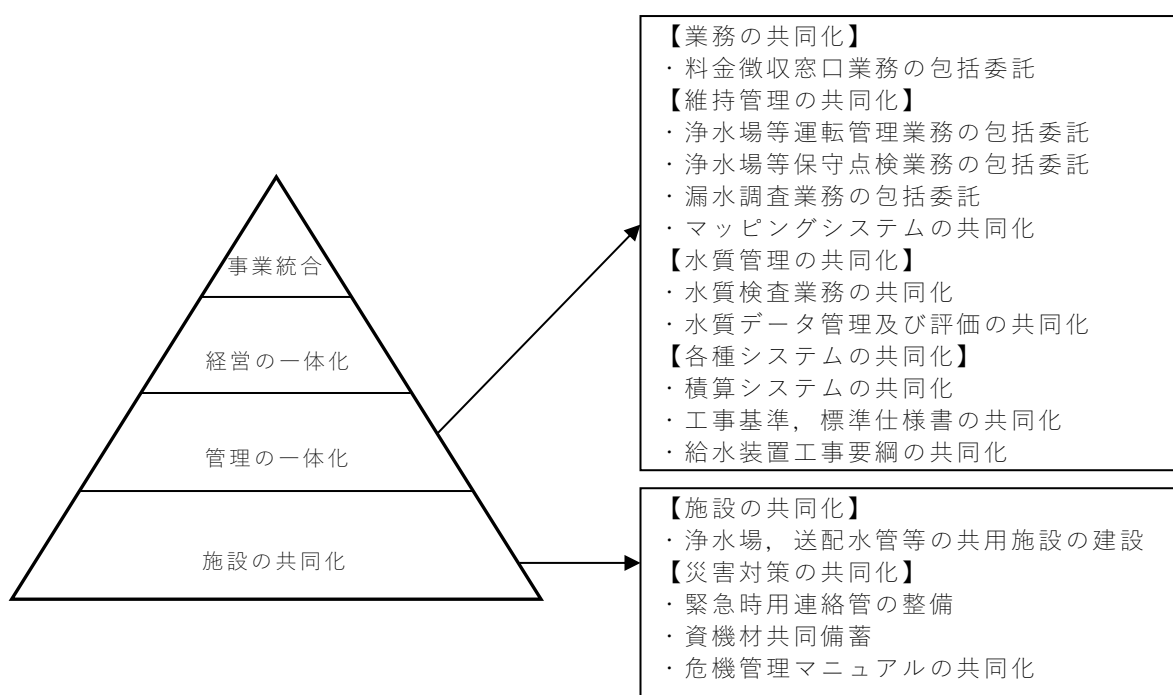 事業統合
経営の一体化
管理の一体化
施設の共同化
【業務の共同化】
・料金徴収窓口業務の包括委託
【維持管理の共同化】
・浄水場等運転管理業務の包括委託
・浄水場等保守点検業務の包括委託
・漏水調査業務の包括委託
・マッピングシステムの共同化
【水質管理の共同化】
・水質検査業務の共同化
・水質データ管理及び評価の共同化
【各種システムの共同化】
・積算システムの共同化
・工事基準，標準仕様書の共同化
・給水装置工事要綱の共同化
【施設の共同化】
・浄水場，送配水管等の共用施設の建設
【災害対策の共同化】
・緊急時用連絡管の整備
・資機材共同備蓄
・危機管理マニュアルの共同化